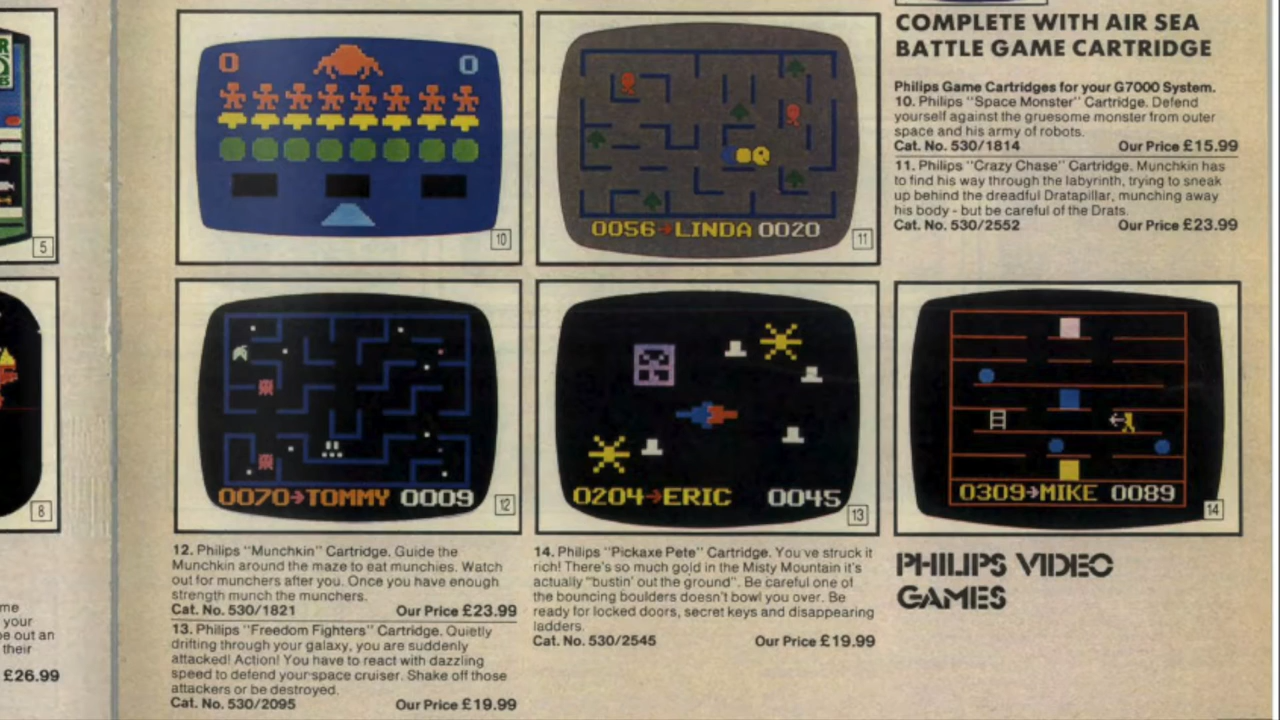 COMPLETE WITH AIR SEA
BATTLE GAME CARTRIDGE
Philips Game Cartridges for your G7000 System.
10. Philips "Space Monster" Cartridge. Defend
yourself against the gruesome monster from outer
space and his army of robots.
Cat. No. 530/1814 Our Price £15.99
11. Philips "Crazy Chase" Cartridge. Munchkin has
to find his way through the labyrinth, trying to sneak
up behind the dreadful Dratapillar, munching away
his body - but be careful of the Drats.
Cat. No. 530/2552 Our Price £23.99
0 0
10
0056→LINDA 0020
11
5
8
0070→TOMMY 0009
12
0204→ERIC 0045
13
0309→MIKE 0089
14
12. Philips "Munchkin" Cartridge. Guide the
Munchkin around the maze to eat munchies. Watch
out for munchers after you. Once you have enough
strength munch the munchers.
Cat. No. 530/1821 Our Price £23.99
13. Philips "Freedom Fighters" Cartridge. Quietly
drifting through your galaxy, you are suddenly
attacked! Action! You have to react with dazzling
speed to defend your space cruiser. Shake off those
attackers or be destroyed.
Cat. No. 530/2095 Our Price £19.99
14. Philips "Pickaxe Pete" Cartridge. You've struck it
rich! There's so much gold in the Misty Mountain it's
actually "bustin' out the ground". Be careful one of
the bouncing boulders doesn't bowl you over. Be
ready for locked doors, secret keys and disappearing
ladders.
Cat. No. 530/2545 Our Price £19.99
PHILIPS VIDEO
GAMES
your
out an
their
£26.99